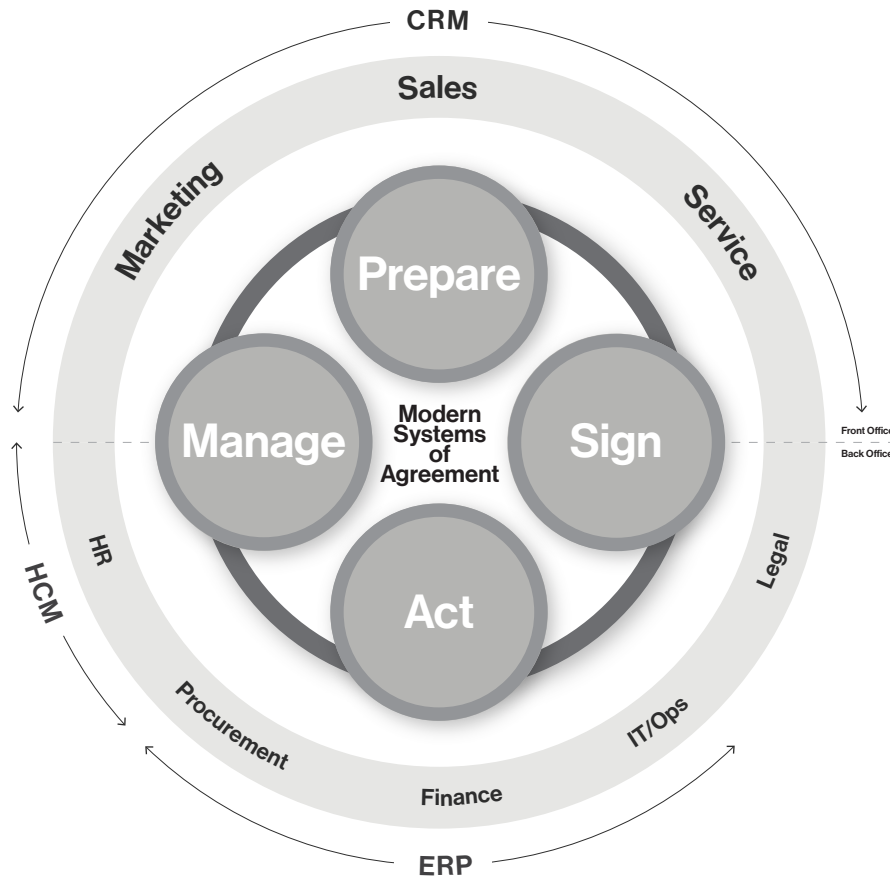 CRM
Sales
Marketing
Service
Prepare
Manage
Modern
Systems
of
Agreement
Sign
Front Office
Back Office
Act
HR
HCM
Legal
Procurement
IT/Ops
Finance
ERP